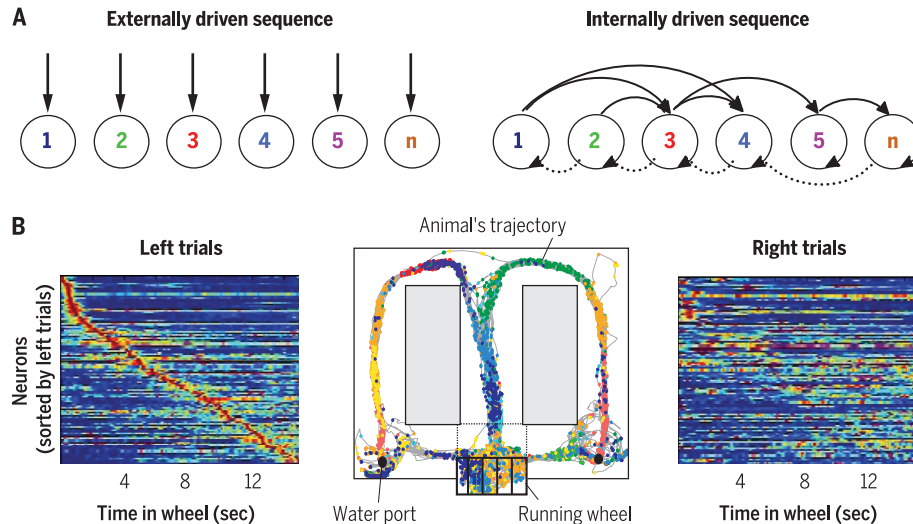 A
Externally driven sequence
Internally driven sequence
1 2 3 4 5 n
1 2 3 4 5 n
B
Left trials
Animal's trajectory
Right trials
Neurons
(sorted by left trials)
4 8 12
Time in wheel (sec)
Water port
Running wheel
4 8 12
Time in wheel (sec)